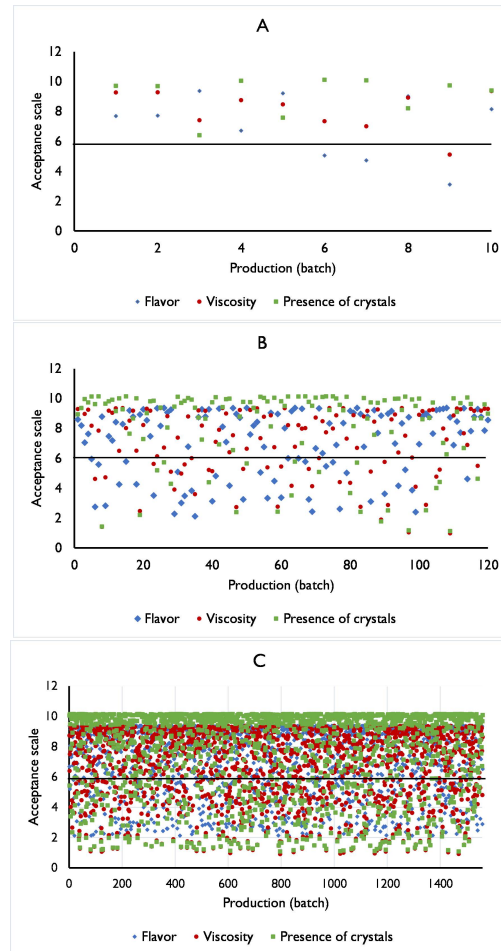 A
12
10
8
6
4
2
0
Acceptance scale
0 2 4 6 8 10
Production (batch)
Flavor Viscosity Presence of crystals
B
12
10
8
6
4
2
0
Acceptance scale
0 20 40 60 80 100 120
Production (batch)
Flavor Viscosity Presence of crystals
C
12
10
8
6
4
2
0
Acceptance scale
0 200 400 600 800 1000 1200 1400
Production (batch)
Flavor Viscosity Presence of crystals